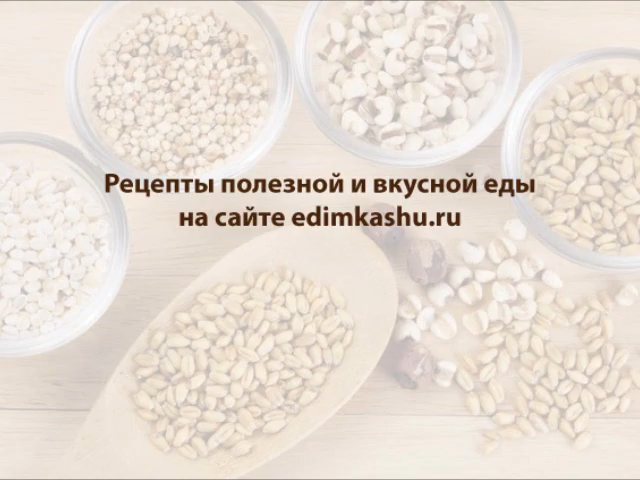 Рецепты полезной и вкусной еды
на сайте edimkashu.ru